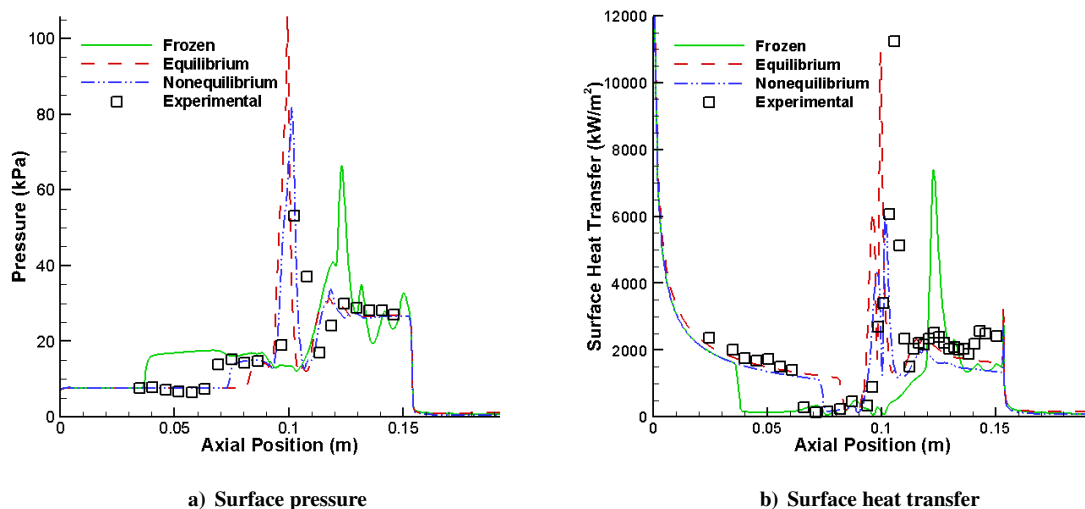 100
80
60
40
20
0
Pressure (kPa)
Frozen
Equilibrium
Nonequilibrium
Experimental
0
0.05
0.1
0.15
Axial Position (m)
a) Surface pressure
12000
10000
8000
6000
4000
2000
0
Surface Heat Transfer (kW/m²)
Frozen
Equilibrium
Nonequilibrium
Experimental
0
0.05
0.1
0.15
Axial Position (m)
b) Surface heat transfer